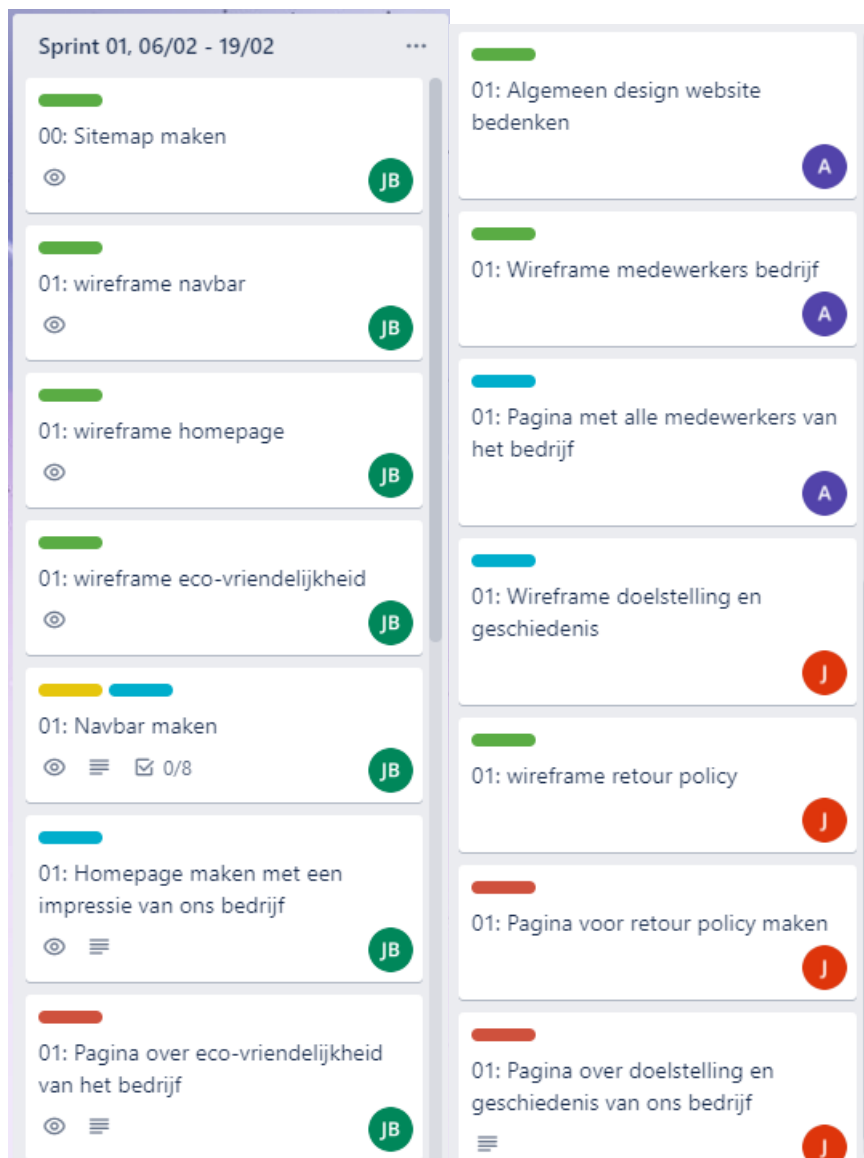 Sprint 01, 06/02 - 19/02
00: Sitemap maken
JB
01: wireframe navbar
JB
01: wireframe homepage
JB
01: wireframe eco-vriendelijkheid
JB
01: Navbar maken
0/8
JB
01: Homepage maken met een
impressie van ons bedrijf
JB
01: Pagina over eco-vriendelijkheid
van het bedrijf
JB
01: Algemeen design website
bedenken
A
01: Wireframe medewerkers bedrijf
A
01: Pagina met alle medewerkers van
het bedrijf
A
01: Wireframe doelstelling en
geschiedenis
J
01: wireframe retour policy
J
01: Pagina voor retour policy maken
J
01: Pagina over doelstelling en
geschiedenis van ons bedrijf
J